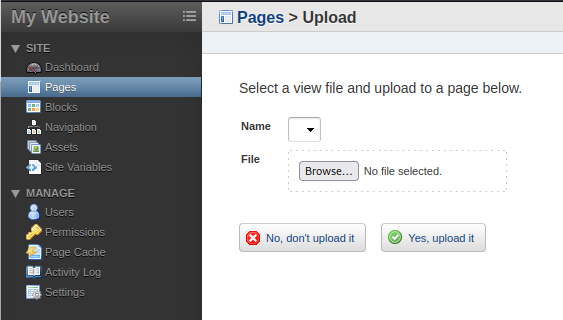 My Website
SITE
Dashboard
Pages
Blocks
Navigation
Assets
Site Variables
MANAGE
Users
Permissions
Page Cache
Activity Log
Settings
Pages > Upload
Select a view file and upload to a page below.
Name
File
Browse... No file selected.
No, don't upload it Yes, upload it